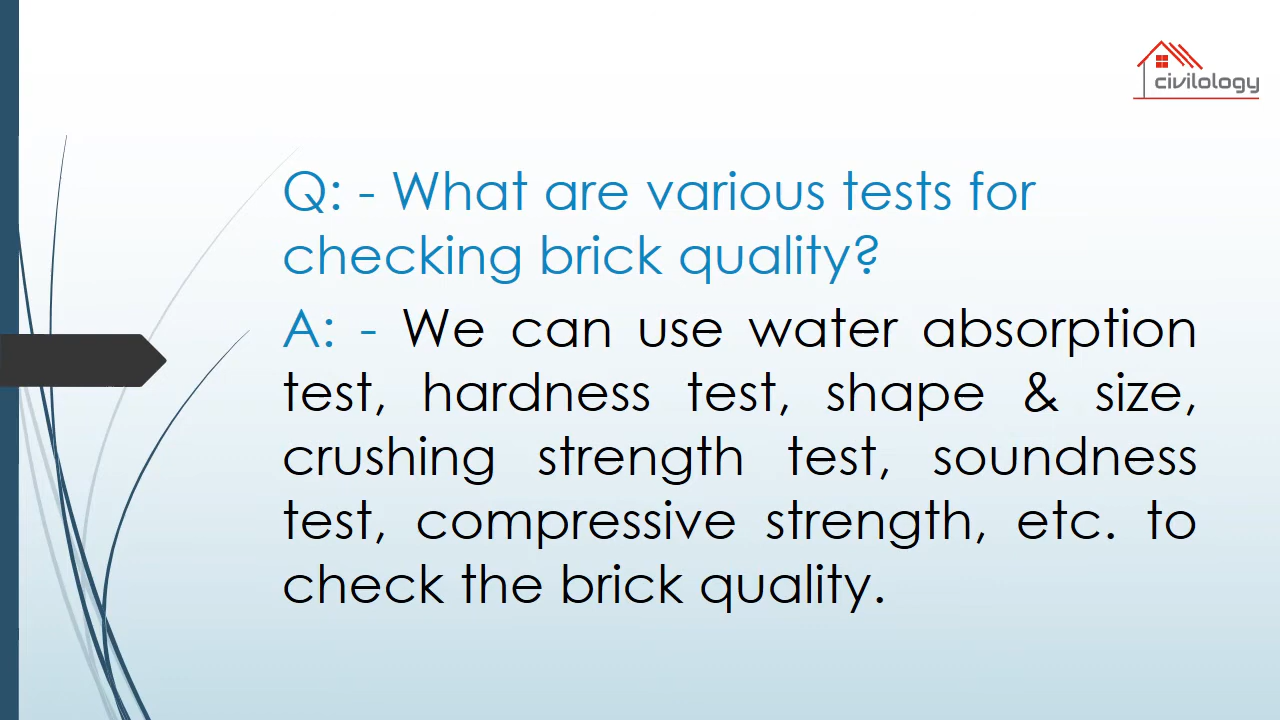 civilology
Q: - What are various tests for
checking brick quality?
A: - We can use water absorption
test, hardness test, shape & size,
crushing strength test, soundness
test, compressive strength, etc. to
check the brick quality.